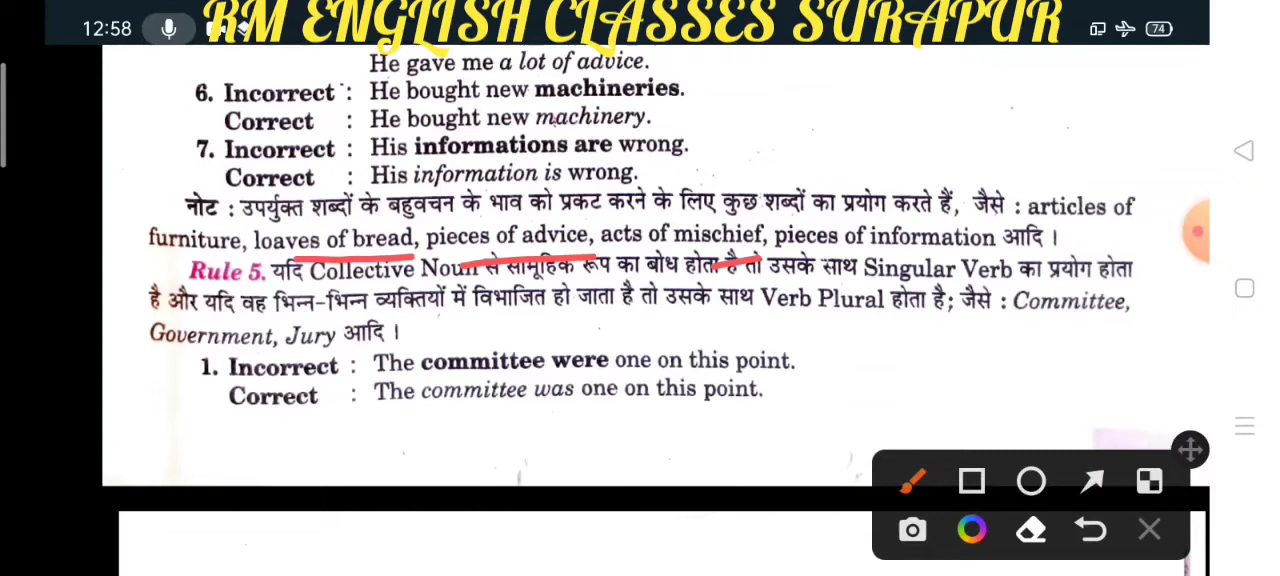 12:58
RM ENGLISH CLASSES SURAPUR
74
He gave me a lot of advice.
6. Incorrect : He bought new machineries.
Correct : He bought new machinery.
7. Incorrect : His informations are wrong.
Correct : His information is wrong.
नोट : उपर्युक्त शब्दों के बहुवचन के भाव को प्रकट करने के लिए कुछ शब्दों का प्रयोग करते हैं, जैसे : articles of
furniture, loaves of bread, pieces of advice, acts of mischief, pieces of information आदि ।
Rule 5. यदि Collective Noun से सामूहिक रूप का बोध होता है तो उसके साथ Singular Verb का प्रयोग होता
है और यदि वह भिन्न-भिन्न व्यक्तियों में विभाजित हो जाता है तो उसके साथ Verb Plural होता है; जैसे : Committee,
Government, Jury आदि ।
1. Incorrect : The committee were one on this point.
Correct : The committee was one on this point.